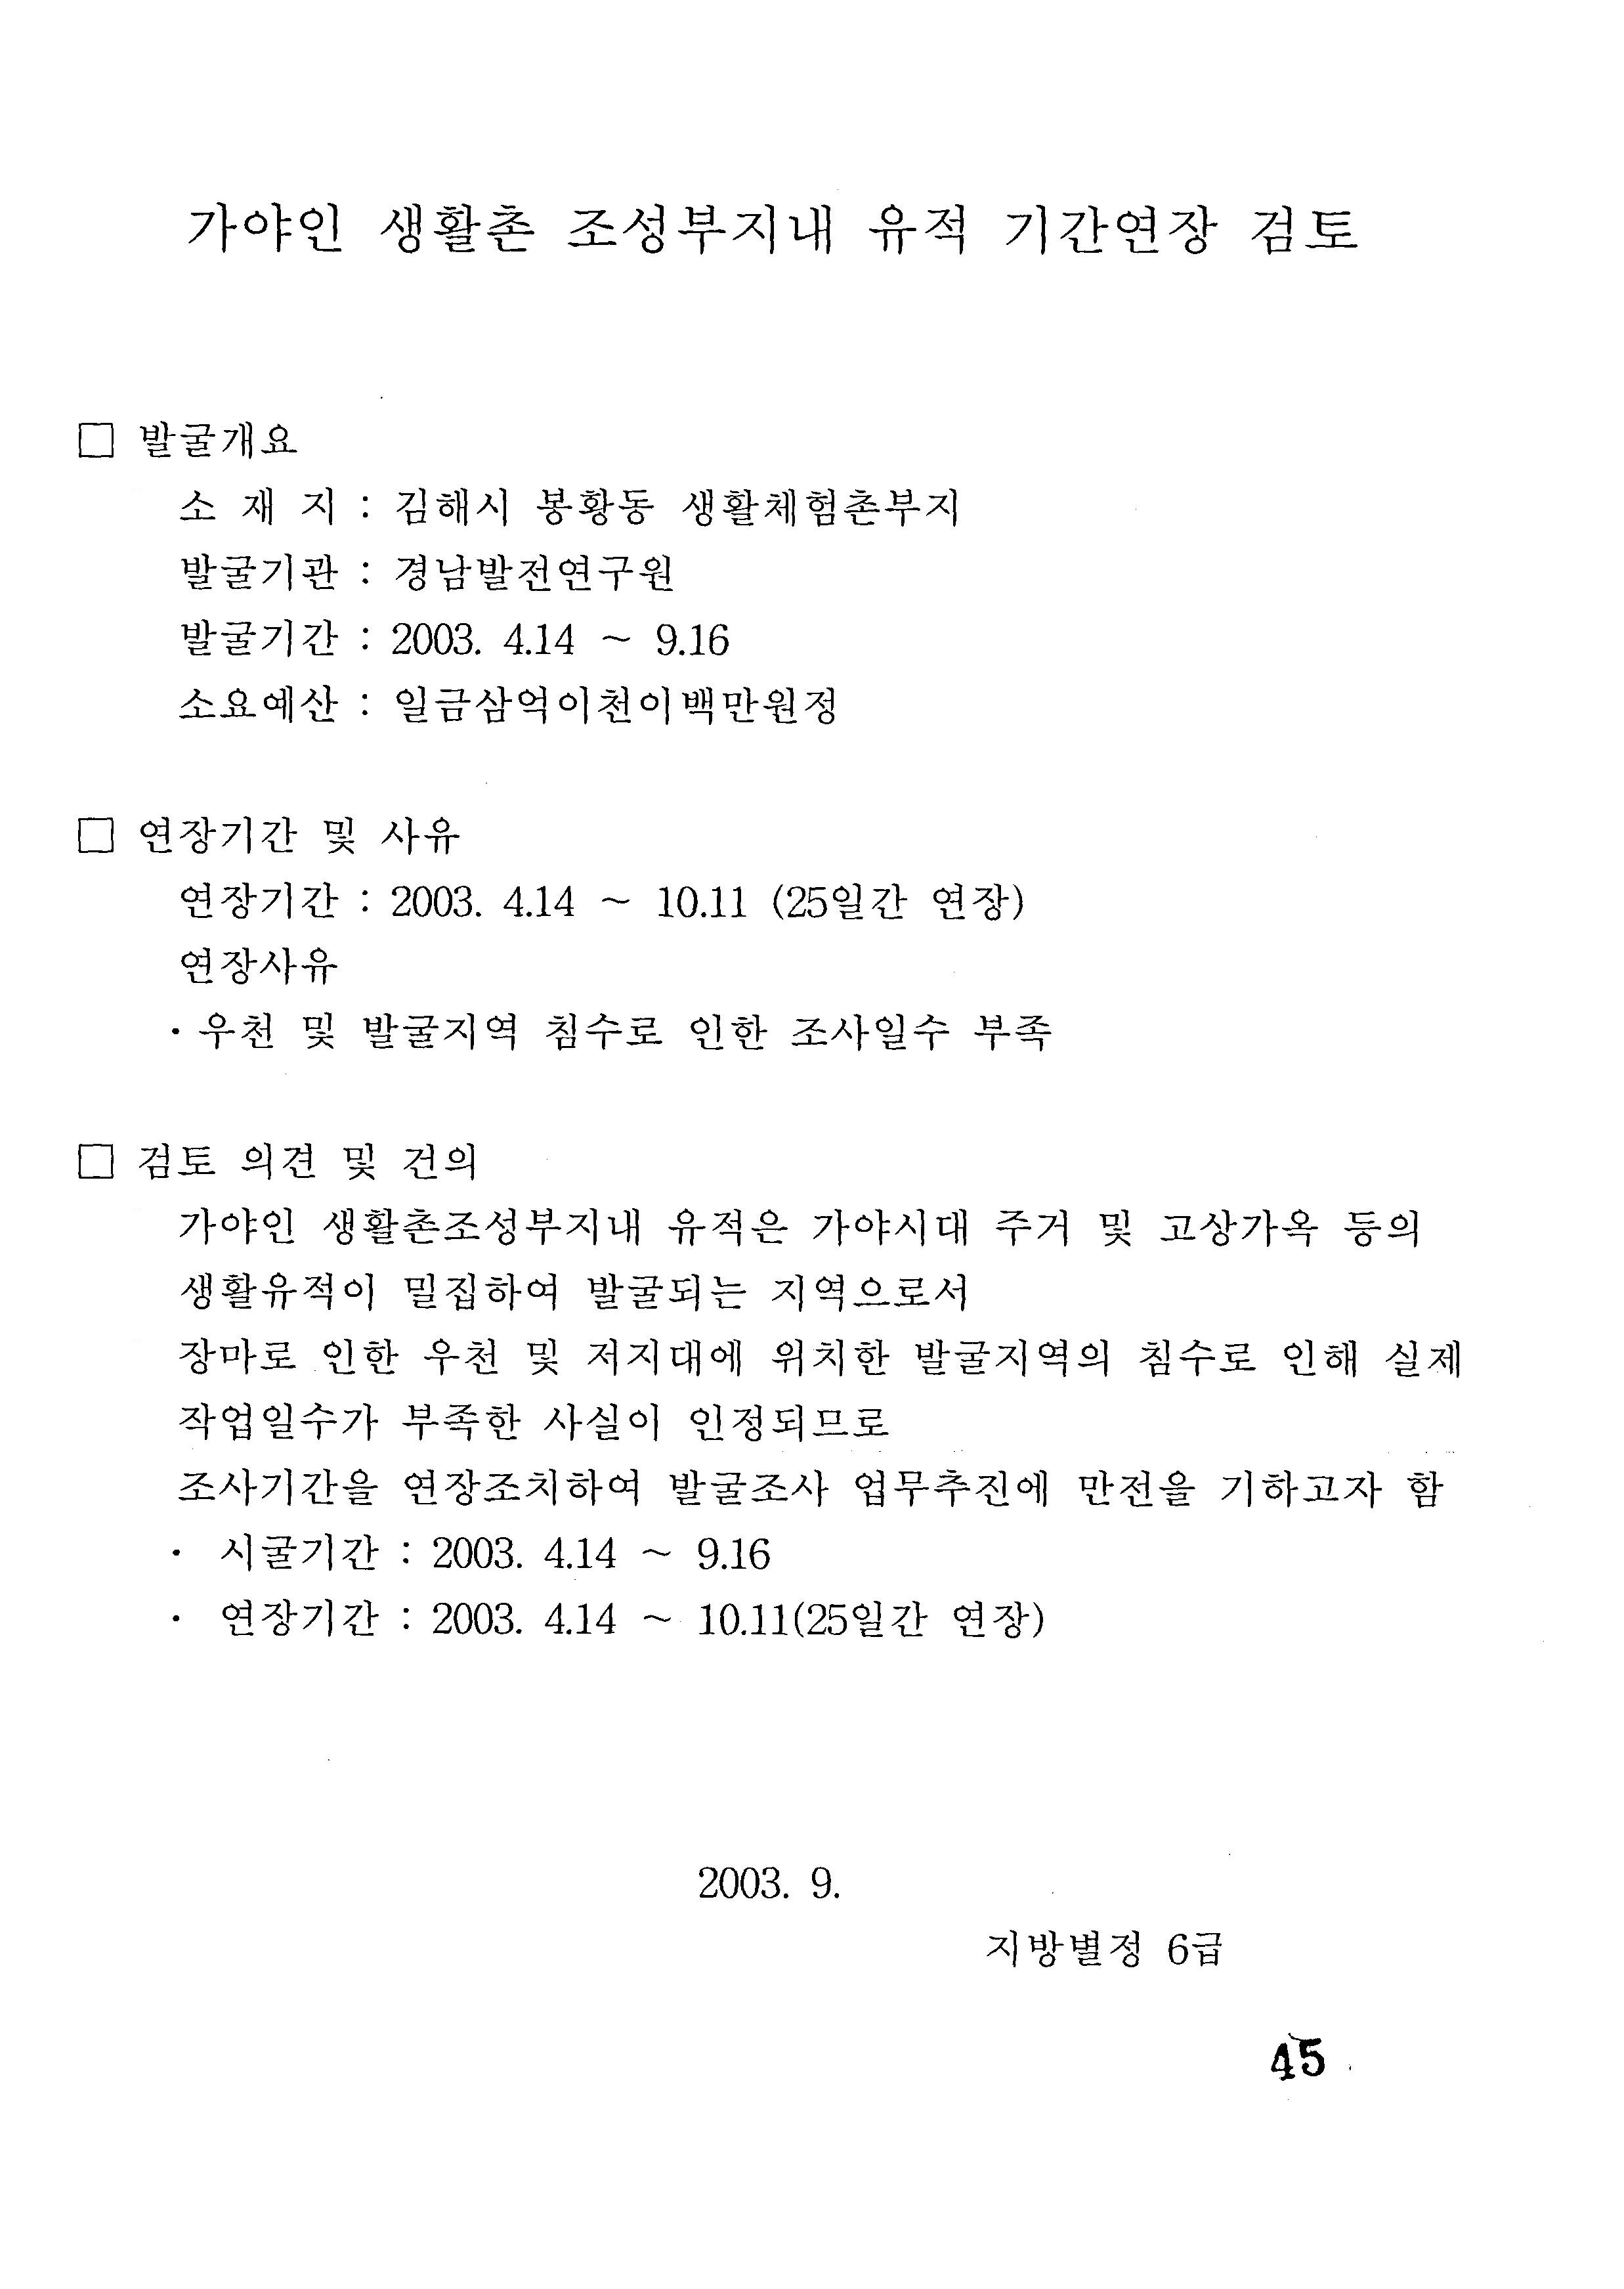 가야인 생활촌 조성부지내 유적 기간연장 검토
□ 발굴개요
소 재 지 : 김해시 봉황동 생활체험촌부지
발굴기관 : 경남발전연구원
발굴기간 : 2003. 4.14 ~ 9.16
소요예산 : 일금삼억이천이백만원정
□ 연장기간 및 사유
연장기간 : 2003. 4.14 ~ 10.11 (25일간 연장)
연장사유
· 우천 및 발굴지역 침수로 인한 조사일수 부족
□ 검토 의견 및 건의
가야인 생활촌조성부지내 유적은 가야시대 주거 및 고상가옥 등의
생활유적이 밀집하여 발굴되는 지역으로서
장마로 인한 우천 및 저지대에 위치한 발굴지역의 침수로 인해 실제
작업일수가 부족한 사실이 인정되므로
조사기간을 연장조치하여 발굴조사 업무추진에 만전을 기하고자 함
· 시굴기간 : 2003. 4.14 ~ 9.16
· 연장기간 : 2003. 4.14 ~ 10.11(25일간 연장)
2003. 9.
지방별정 6급
45